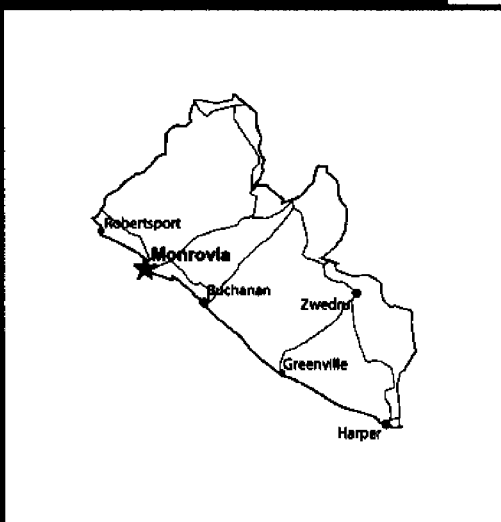 Robertsport
Monrovia
Buchanan
Zwedru
Greenville
Harper